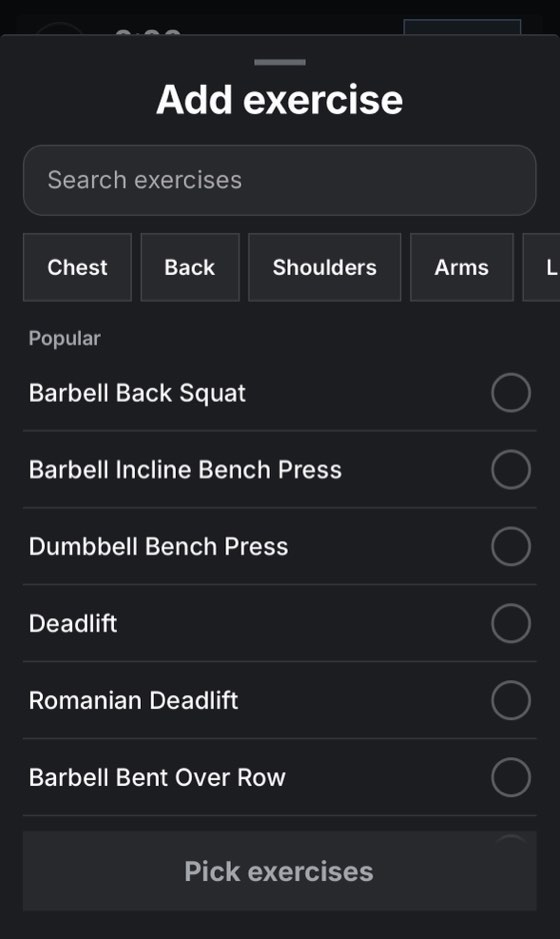 Add exercise
Search exercises
Chest Back Shoulders Arms L
Popular
Barbell Back Squat
Barbell Incline Bench Press
Dumbbell Bench Press
Deadlift
Romanian Deadlift
Barbell Bent Over Row
Pick exercises